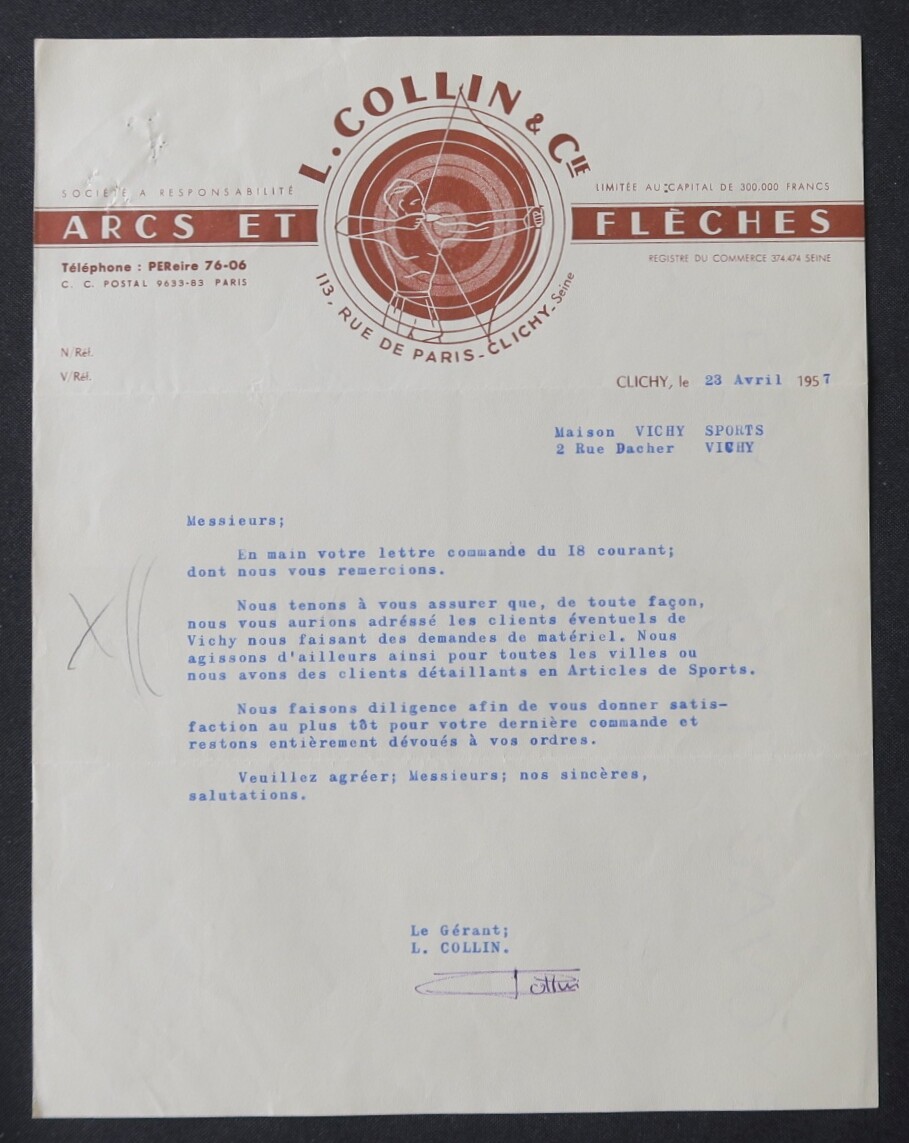 L. COLLIN & CIE
SOCIÉTÉ A RESPONSABILITÉ LIMITÉE AU CAPITAL DE 300.000 FRANCS
ARCS ET FLÈCHES
Téléphone : PEReire 76-06
C. C. POSTAL 9633-83 PARIS
REGISTRE DU COMMERCE 374.474 SEINE
113, RUE DE PARIS-CLICHY-Seine
N/Réf.
V/Réf.
CLICHY, le 23 Avril 1957
Maison VICHY SPORTS
2 Rue Dacher VICHY
Messieurs;
En main votre lettre commande du I8 courant;
dont nous vous remercions.
Nous tenons à vous assurer que, de toute façon,
nous vous aurions adréssé les clients éventuels de
Vichy nous faisant des demandes de matériel. Nous
agissons d'ailleurs ainsi pour toutes les villes ou
nous avons des clients détaillants en Articles de Sports.
Nous faisons diligence afin de vous donner satis-
faction au plus tôt pour votre dernière commande et
restons entièrement dévoués à vos ordres.
Veuillez agréer; Messieurs; nos sincères,
salutations.
Le Gérant;
L. COLLIN.